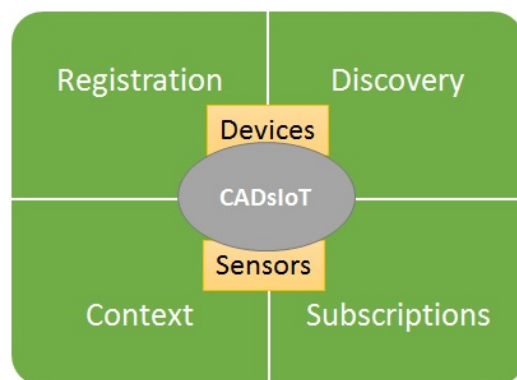 Registration
Discovery
Devices
CADsIoT
Sensors
Context
Subscriptions